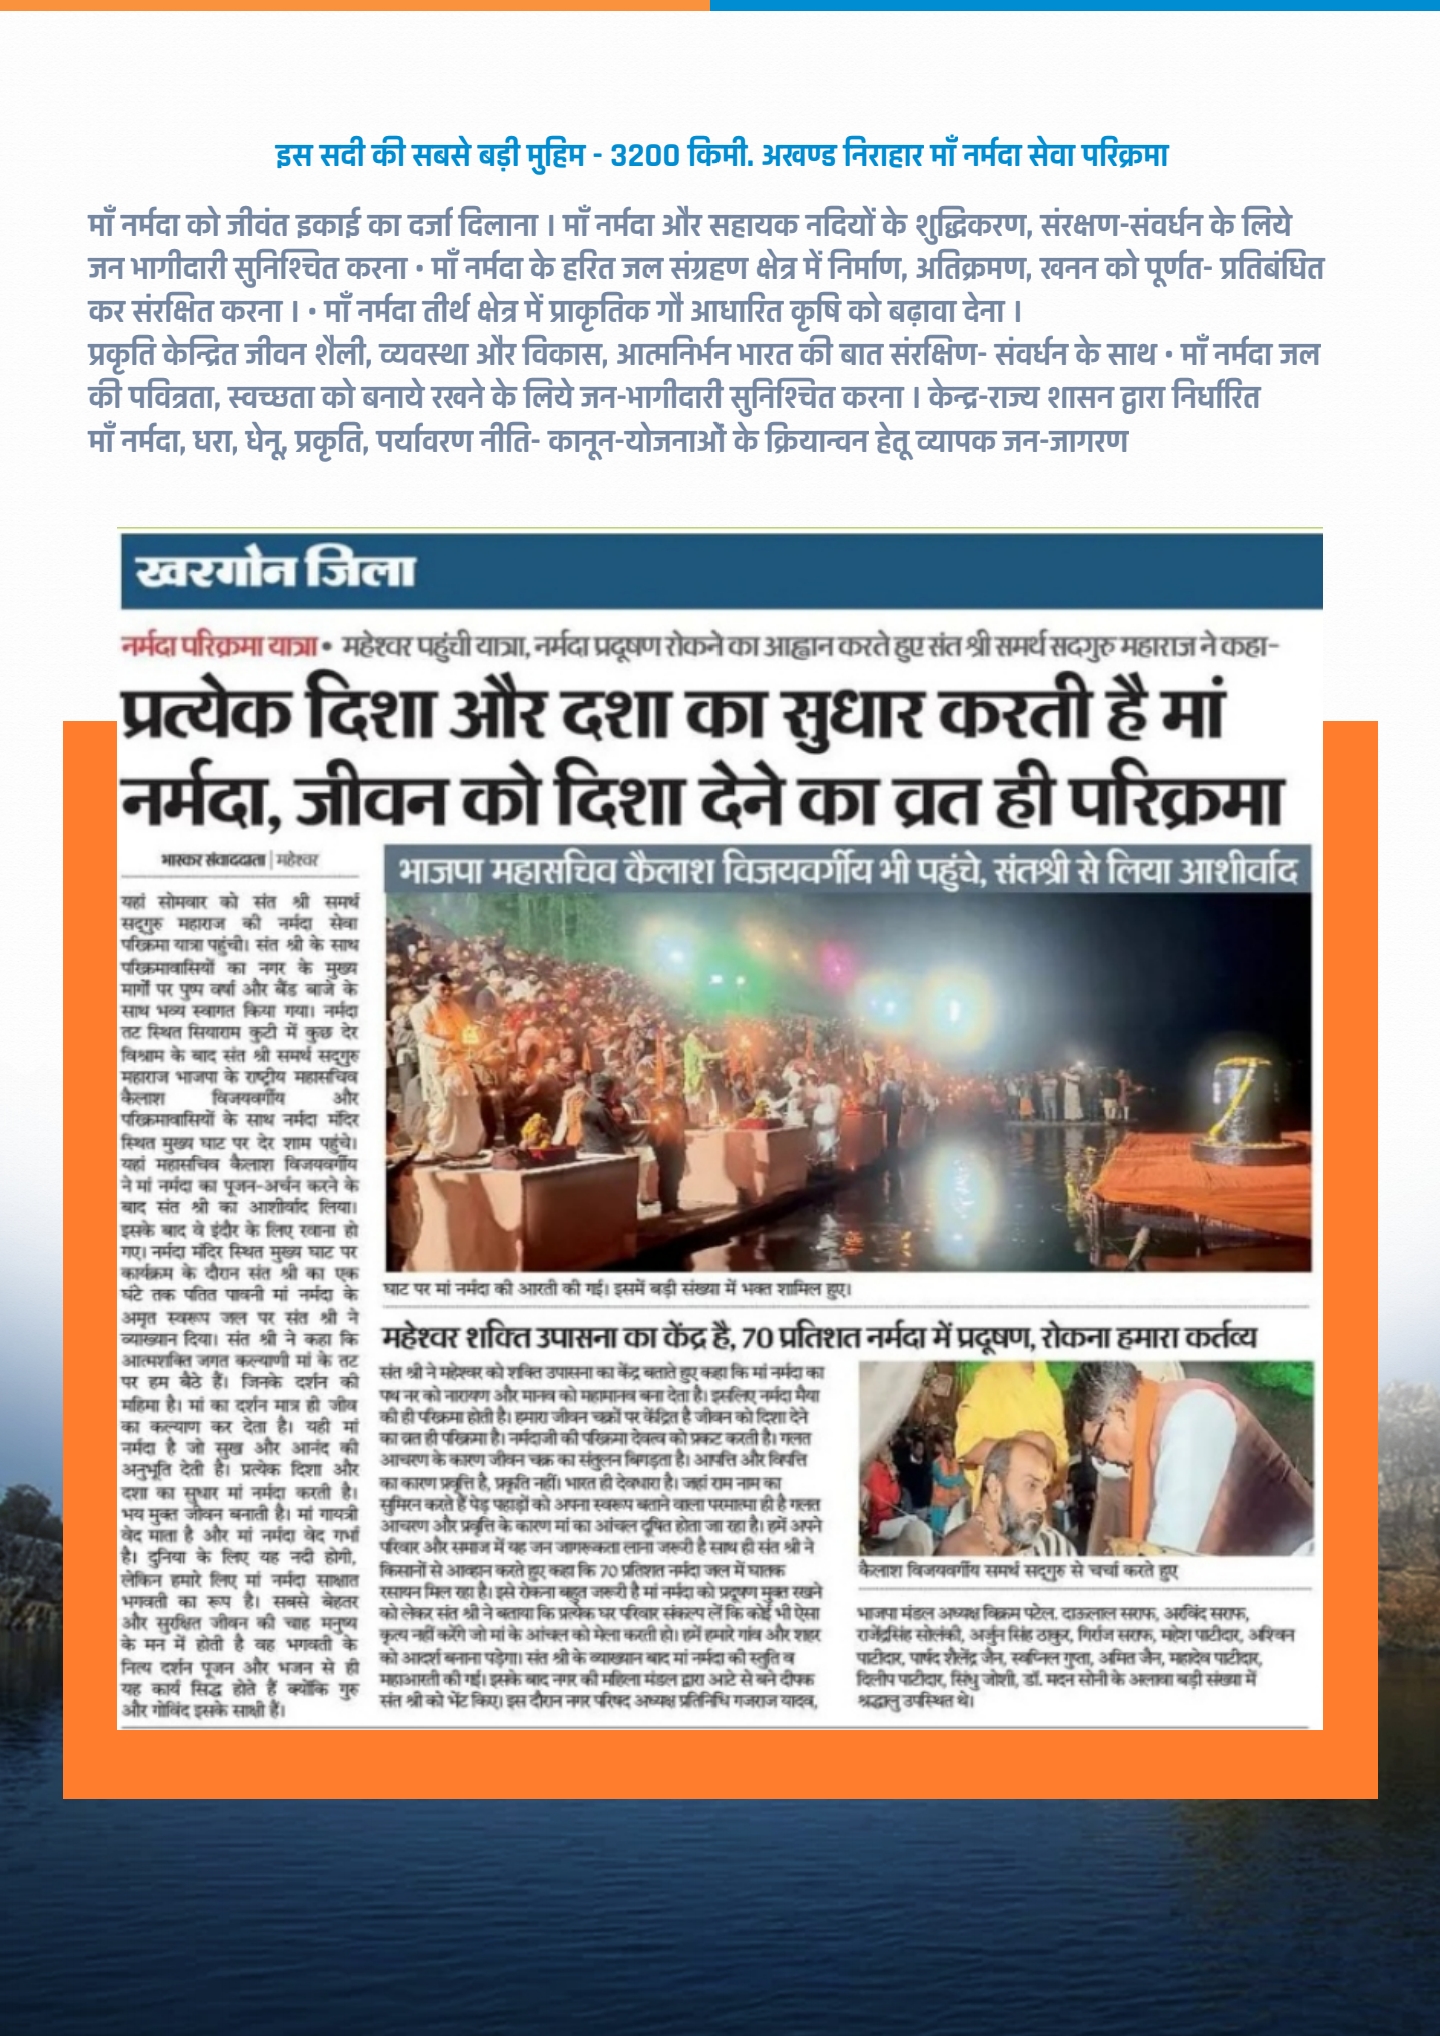 इस सदी की सबसे बड़ी मुहिम - 3200 किमी. अखण्ड निराहार माँ नर्मदा सेवा परिक्रमा
माँ नर्मदा को जीवंत इकाई का दर्जा दिलाना । माँ नर्मदा और सहायक नदियों के शुद्धिकरण, संरक्षण-संवर्धन के लिये
जन भागीदारी सुनिश्चित करना • माँ नर्मदा के हरित जल संग्रहण क्षेत्र में निर्माण, अतिक्रमण, खनन को पूर्णत- प्रतिबंधित
कर संरक्षित करना । • माँ नर्मदा तीर्थ क्षेत्र में प्राकृतिक गौ आधारित कृषि को बढ़ावा देना ।
प्रकृति केन्द्रित जीवन शैली, व्यवस्था और विकास, आत्मनिर्भन भारत की बात संरक्षिण- संवर्धन के साथ • माँ नर्मदा जल
की पवित्रता, स्वच्छता को बनाये रखने के लिये जन-भागीदारी सुनिश्चित करना । केन्द्र-राज्य शासन द्वारा निर्धारित
माँ नर्मदा, धरा, धेनू, प्रकृति, पर्यावरण नीति- कानून-योजनाओं के क्रियान्वन हेतू व्यापक जन-जागरण
खरगोन जिला
नर्मदा परिक्रमा यात्रा • महेश्वर पहुंची यात्रा, नर्मदा प्रदूषण रोकने का आह्वान करते हुए संत श्री समर्थ सदगुरु महाराज ने कहा-
प्रत्येक दिशा और दशा का सुधार करती है मां
नर्मदा, जीवन को दिशा देने का व्रत ही परिक्रमा
भास्कर संवाददाता | महेश्वर
यहां सोमवार को संत श्री समर्थ
सद्गुरु महाराज की नर्मदा सेवा
परिक्रमा यात्रा पहुंची। संत श्री के साथ
परिक्रमावासियों का नगर के मुख्य
मार्गों पर पुष्प वर्षा और बैंड बाजे के
साथ भव्य स्वागत किया गया। नर्मदा
तट स्थित सियाराम कुटी में कुछ देर
विश्राम के बाद संत श्री समर्थ सद्गुरु
महाराज भाजपा के राष्ट्रीय महासचिव
कैलाश विजयवर्गीय और
परिक्रमावासियों के साथ नर्मदा मंदिर
स्थित मुख्य घाट पर देर शाम पहुंचे।
यहां महासचिव कैलाश विजयवर्गीय
ने मां नर्मदा का पूजन-अर्चन करने के
बाद संत श्री का आशीर्वाद लिया।
इसके बाद वे इंदौर के लिए रवाना हो
गए। नर्मदा मंदिर स्थित मुख्य घाट पर
कार्यक्रम के दौरान संत श्री का एक
घंटे तक पतित पावनी मां नर्मदा के
अमृत स्वरूप जल पर संत श्री ने
व्याख्यान दिया। संत श्री ने कहा कि
आत्मशक्ति जगत कल्याणी मां के तट
पर हम बैठे हैं। जिनके दर्शन की
महिमा है। मां का दर्शन मात्र ही जीव
का कल्याण कर देता है। यही मां
नर्मदा है जो सुख और आनंद की
अनुभूति देती है। प्रत्येक दिशा और
दशा का सुधार मां नर्मदा करती है।
भय मुक्त जीवन बनाती है। मां गायत्री
वेद माता है और मां नर्मदा वेद गर्भा
है। दुनिया के लिए यह नदी होगी,
लेकिन हमारे लिए मां नर्मदा साक्षात
भगवती का रूप है। सबसे बेहतर
और सुरक्षित जीवन की चाह मनुष्य
के मन में होती है वह भगवती के
नित्य दर्शन पूजन और भजन से ही
यह कार्य सिद्ध होते हैं क्योंकि गुरु
और गोविंद इसके साक्षी हैं।
भाजपा महासचिव कैलाश विजयवर्गीय भी पहुंचे, संतश्री से लिया आशीर्वाद
घाट पर मां नर्मदा की आरती की गई। इसमें बड़ी संख्या में भक्त शामिल हुए।
महेश्वर शक्ति उपासना का केंद्र है, 70 प्रतिशत नर्मदा में प्रदूषण, रोकना हमारा कर्तव्य
संत श्री ने महेश्वर को शक्ति उपासना का केंद्र बताते हुए कहा कि मां नर्मदा का
पथ नर को नारायण और मानव को महामानव बना देता है। इसलिए नर्मदा मैया
की ही परिक्रमा होती है। हमारा जीवन चक्रों पर केंद्रित है जीवन को दिशा देने
का व्रत ही परिक्रमा है। नर्मदाजी की परिक्रमा देवत्व को प्रकट करती है। गलत
आचरण के कारण जीवन चक्र का संतुलन बिगड़ता है। आपत्ति और विपत्ति
का कारण प्रवृत्ति है, प्रकृति नहीं। भारत ही देवधारा है। जहां राम नाम का
सुमिरन करते हैं पेड़ पहाड़ों को अपना स्वरूप बताने वाला परमात्मा ही है गलत
आचरण और प्रवृत्ति के कारण मां का आंचल दूषित होता जा रहा है। हमें अपने
परिवार और समाज में यह जन जागरूकता लाना जरूरी है साथ ही संत श्री ने
किसानों से आव्हान करते हुए कहा कि 70 प्रतिशत नर्मदा जल में घातक
रसायन मिल रहा है। इसे रोकना बहुत जरूरी है मां नर्मदा को प्रदूषण मुक्त रखने
को लेकर संत श्री ने बताया कि प्रत्येक घर परिवार संकल्प लें कि कोई भी ऐसा
कृत्य नहीं करेंगे जो मां के आंचल को मेला करती हो। हमें हमारे गांव और शहर
को आदर्श बनाना पड़ेगा। संत श्री के व्याख्यान बाद मां नर्मदा की स्तुति व
महाआरती की गई। इसके बाद नगर की महिला मंडल द्वारा आटे से बने दीपक
संत श्री को भेंट किए। इस दौरान नगर परिषद अध्यक्ष प्रतिनिधि गजराज यादव,
कैलाश विजयवर्गीय समर्थ सद्गुरु से चर्चा करते हुए
भाजपा मंडल अध्यक्ष विक्रम पटेल. दाऊलाल सराफ, अरविंद सराफ,
राजेंद्रसिंह सोलंकी, अर्जुन सिंह ठाकुर, गिर्राज सराफ, महेश पाटीदार, अश्विन
पाटीदार, पार्षद शैलेंद्र जैन, स्वप्निल गुप्ता, अमित जैन, महादेव पाटीदार,
दिलीप पाटीदार, सिंधु जोशी, डॉ. मदन सोनी के अलावा बड़ी संख्या में
श्रद्धालु उपस्थित थे।